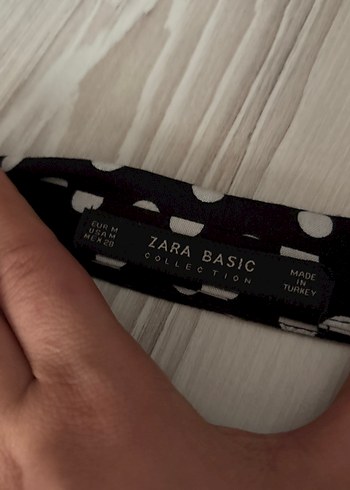 EUR M
USA M
MEX 28
ZARA BASIC
COLLECTION
MADE
IN
TURKEY